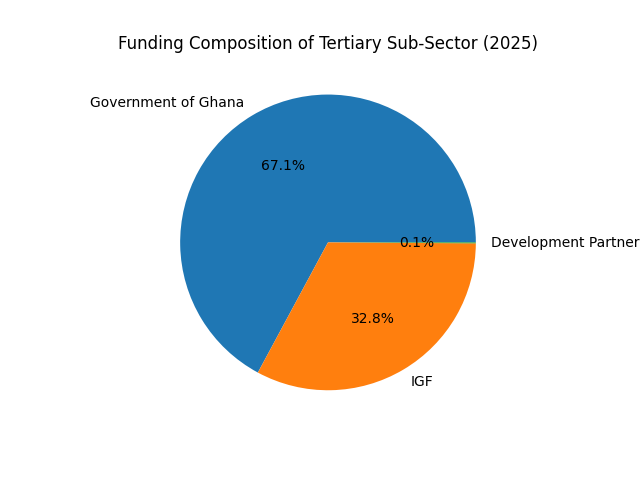 Funding Composition of Tertiary Sub-Sector (2025)
Government of Ghana
67.1%
0.1%
Development Partner
32.8%
IGF